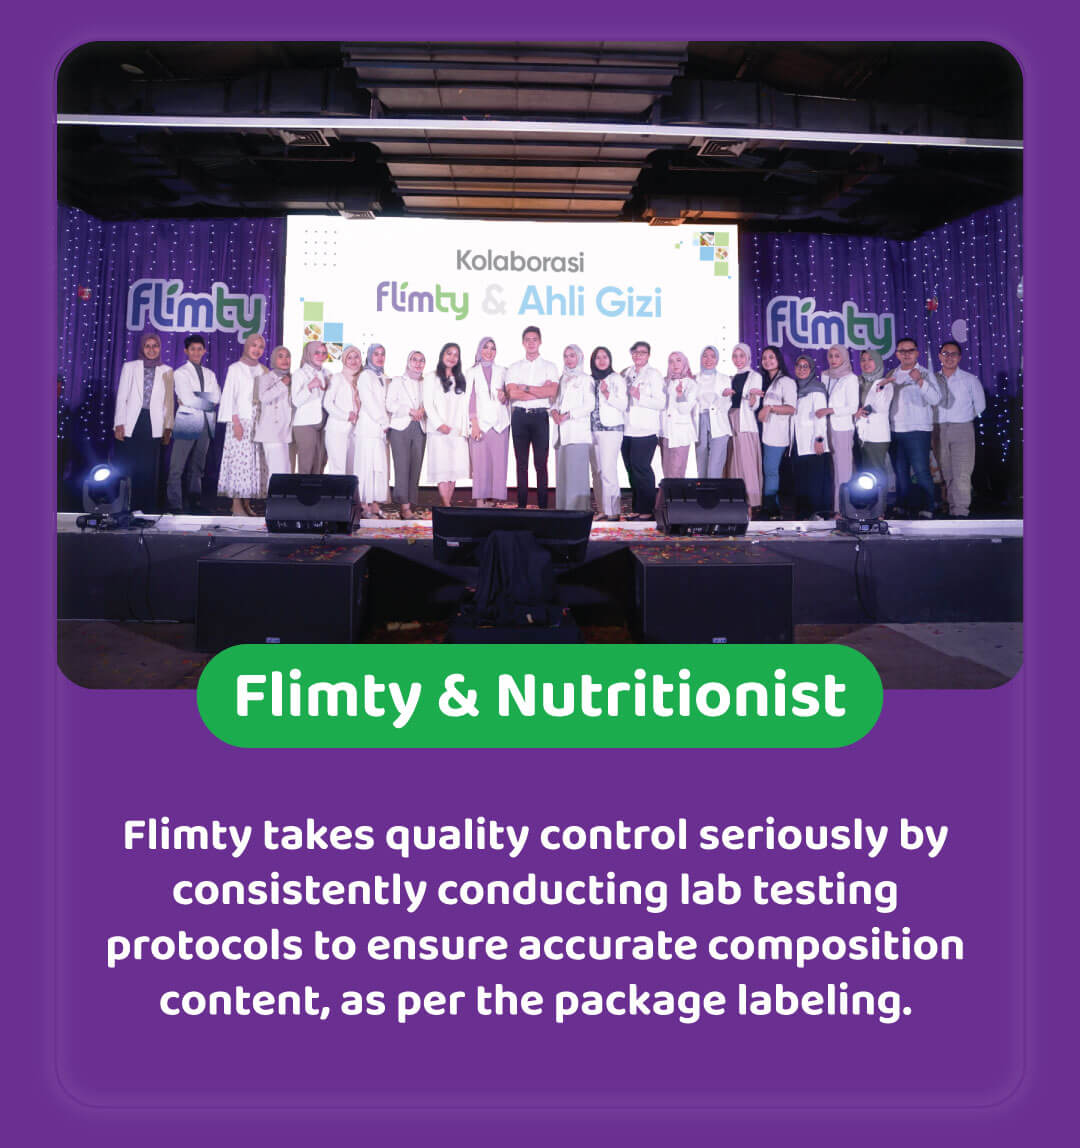 Kolaborasi
Flimty & Ahli Gizi
Flimty
Flimty
Flimty & Nutritionist
Flimty takes quality control seriously by
consistently conducting lab testing
protocols to ensure accurate composition
content, as per the package labeling.